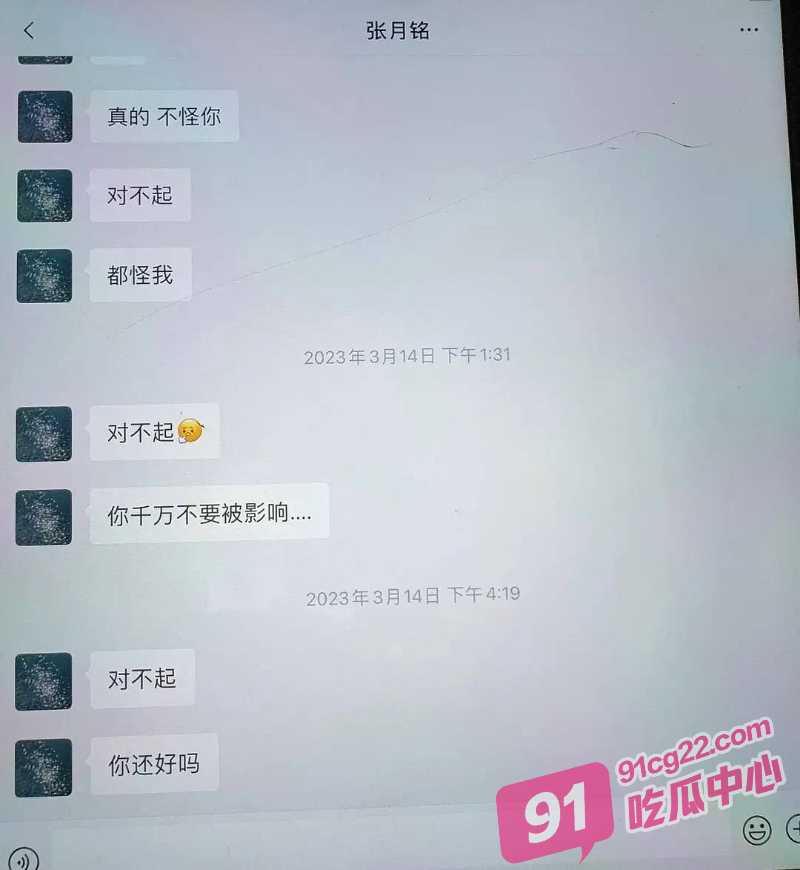 张月铭
真的 不怪你
对不起
都怪我
2023年3月14日 下午1:31
对不起
你千万不要被影响....
2023年3月14日 下午4:19
对不起
你还好吗
91
91cg22.com
吃瓜中心